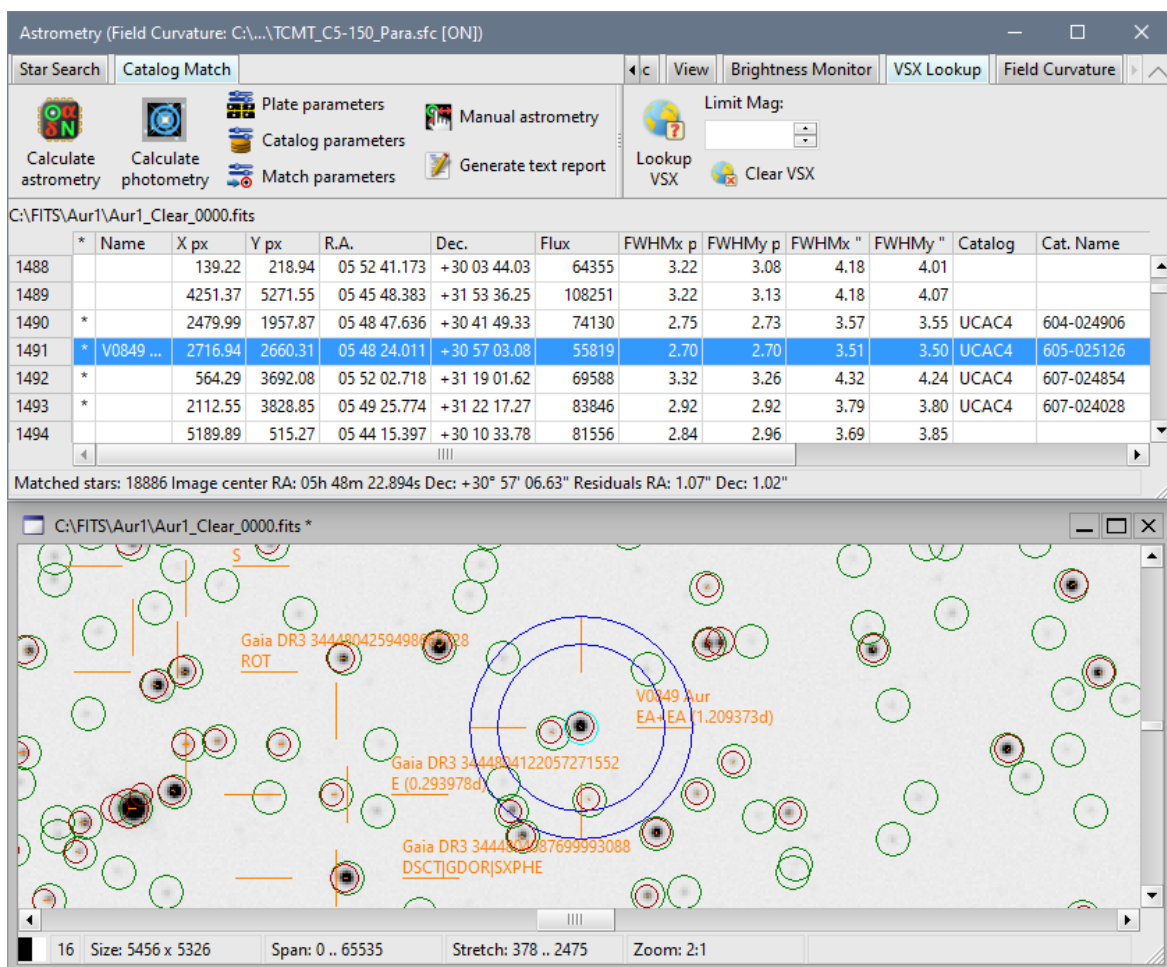 Astrometry (Field Curvature: C:\...\TCMT_C5-150_Para.sfc [ON])
Star Search Catalog Match c View Brightness Monitor VSX Lookup Field Curvature
Calculate astrometry
Calculate photometry
Plate parameters
Catalog parameters
Match parameters
Manual astrometry
Generate text report
Lookup VSX
Limit Mag:
Clear VSX
C:\FITS\Aur1\Aur1_Clear_0000.fits
* Name X px Y px R.A. Dec. Flux FWHMx p FWHMy p FWHMx " FWHMy " Catalog Cat. Name
1488 139.22 218.94 05 52 41.173 +30 03 44.03 64355 3.22 3.08 4.18 4.01
1489 4251.37 5271.55 05 45 48.383 +31 53 36.25 108251 3.22 3.13 4.18 4.07
1490 * 2479.99 1957.87 05 48 47.636 +30 41 49.33 74130 2.75 2.73 3.57 3.55 UCAC4 604-024906
1491 * V0849 ... 2716.94 2660.31 05 48 24.011 +30 57 03.08 55819 2.70 2.70 3.51 3.50 UCAC4 605-025126
1492 * 564.29 3692.08 05 52 02.718 +31 19 01.62 69588 3.32 3.26 4.32 4.24 UCAC4 607-024854
1493 * 2112.55 3828.85 05 49 25.774 +31 22 17.27 83846 2.92 2.92 3.79 3.80 UCAC4 607-024028
1494 5189.89 515.27 05 44 15.397 +30 10 33.78 81556 2.84 2.96 3.69 3.85
Matched stars: 18886 Image center RA: 05h 48m 22.894s Dec: +30° 57' 06.63" Residuals RA: 1.07" Dec: 1.02"
C:\FITS\Aur1\Aur1_Clear_0000.fits *
S
Gaia DR3
ROT
V0849 Aur
EA+EA (1.209373d)
Gaia DR3 3444804122057271552
E (0.293978d)
Gaia DR3
DSCT|GDOR|SXPHE
16 Size: 5456 x 5326 Span: 0 .. 65535 Stretch: 378 .. 2475 Zoom: 2:1